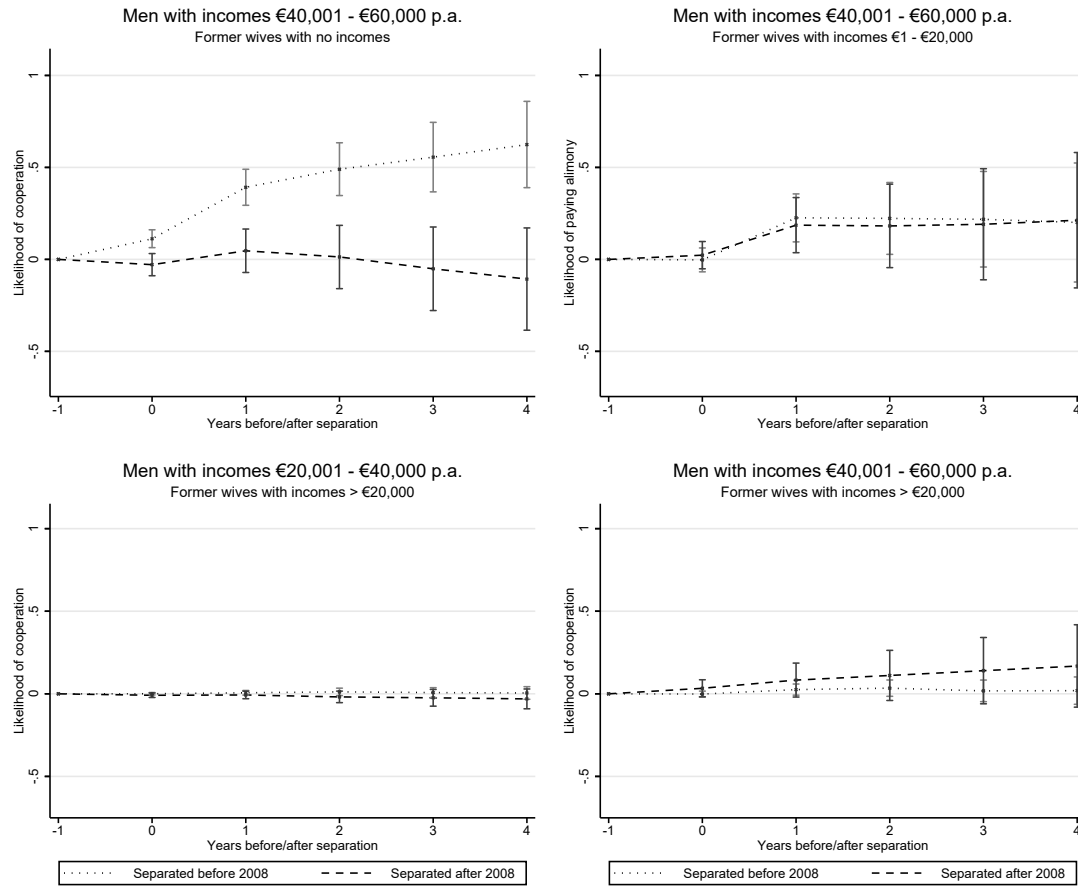 Men with incomes €40,001 - €60,000 p.a.
Former wives with no incomes
Likelihood of cooperation
1
.5
0
-.5
-1 0 1 2 3 4
Years before/after separation
Men with incomes €40,001 - €60,000 p.a.
Former wives with incomes €1 - €20,000
Likelihood of paying alimony
1
.5
0
-.5
-1 0 1 2 3 4
Years before/after separation
Men with incomes €20,001 - €40,000 p.a.
Former wives with incomes > €20,000
Likelihood of cooperation
1
.5
0
-.5
-1 0 1 2 3 4
Years before/after separation
Separated before 2008 Separated after 2008
Men with incomes €40,001 - €60,000 p.a.
Former wives with incomes > €20,000
Likelihood of cooperation
1
.5
0
-.5
-1 0 1 2 3 4
Years before/after separation
Separated before 2008 Separated after 2008